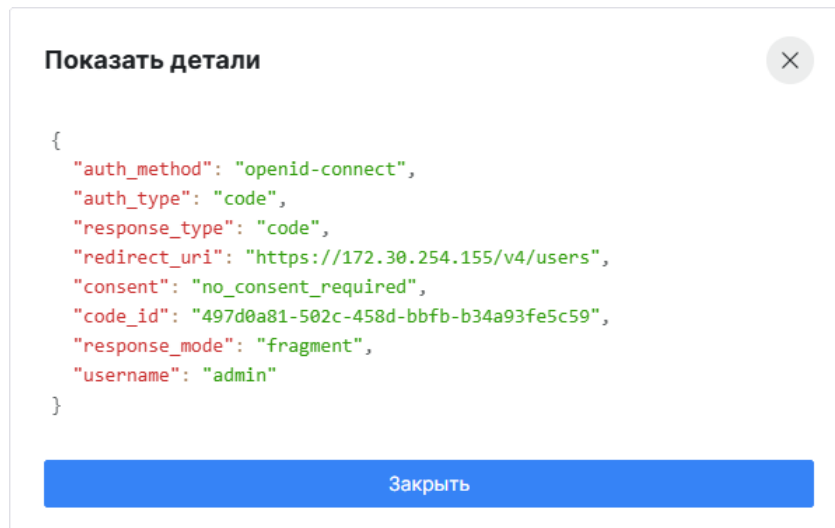 Показать детали
{
"auth_method": "openid-connect",
"auth_type": "code",
"response_type": "code",
"redirect_uri": "https://172.30.254.155/v4/users",
"consent": "no_consent_required",
"code_id": "497d0a81-502c-458d-bbfb-b34a93fe5c59",
"response_mode": "fragment",
"username": "admin"
}
Закрыть